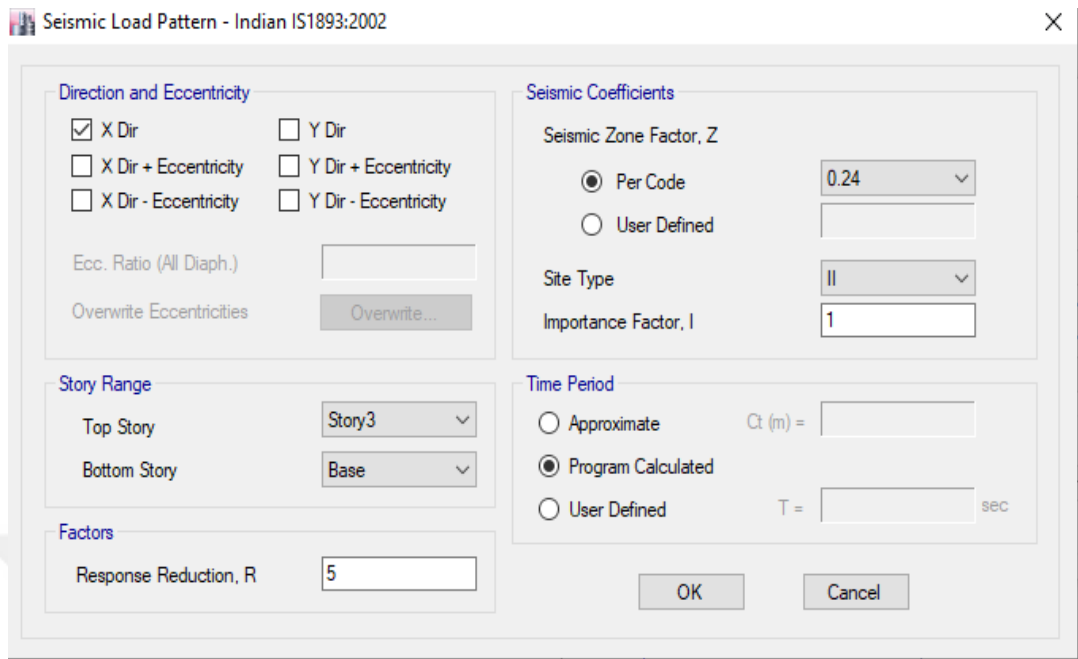 Seismic Load Pattern - Indian IS1893:2002
Direction and Eccentricity
X Dir Y Dir
X Dir + Eccentricity Y Dir + Eccentricity
X Dir - Eccentricity Y Dir - Eccentricity
Ecc. Ratio (All Diaph.)
Overwrite Eccentricities Overwrite...
Story Range
Top Story Story3
Bottom Story Base
Factors
Response Reduction, R 5
Seismic Coefficients
Seismic Zone Factor, Z
Per Code 0.24
User Defined
Site Type II
Importance Factor, I 1
Time Period
Approximate Ct (m) =
Program Calculated
User Defined T = sec
OK Cancel